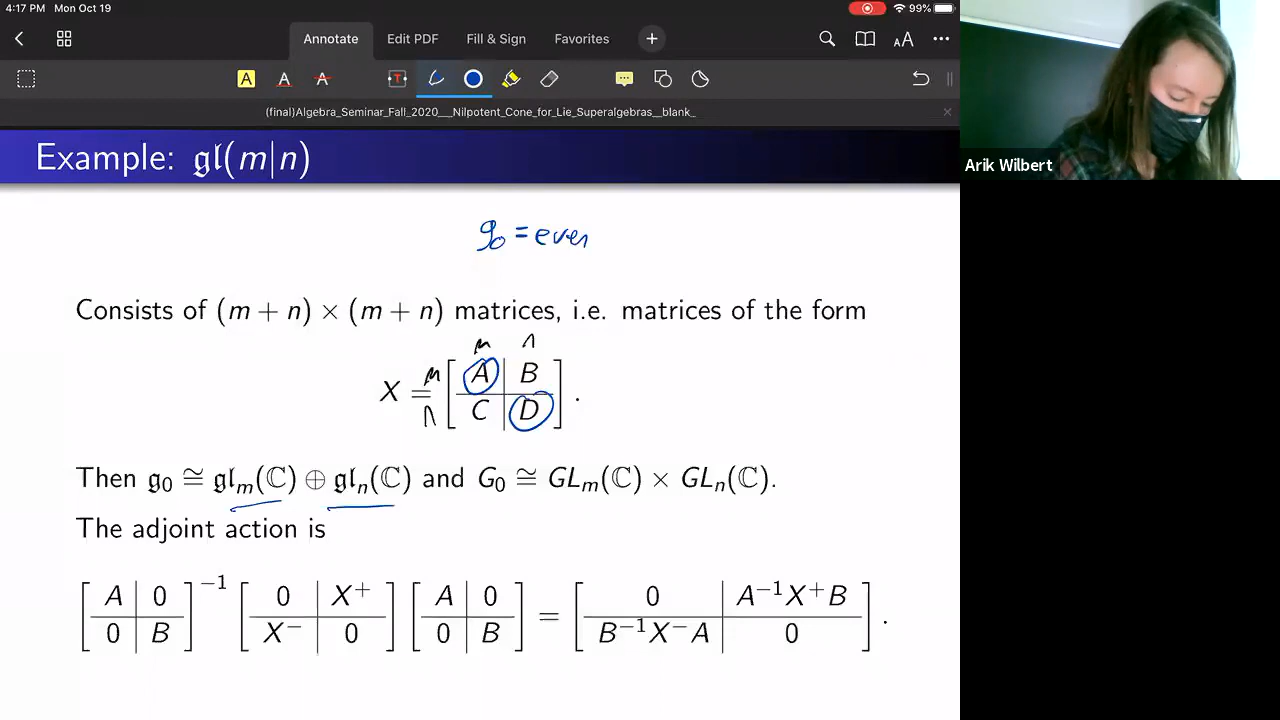 4:17 PM Mon Oct 19
99%
Annotate Edit PDF Fill & Sign Favorites
(final)Algebra_Seminar_Fall_2020__Nilpotent_Cone_for_Lie_Superalgebras__blank_
Arik Wilbert
Example: 𝔤𝔩(m|n)
𝔤₀ = even
Consists of (m + n) × (m + n) matrices, i.e. matrices of the form
m n
X = m n [ A | B ; C | D ].
Then 𝔤₀ ≅ 𝔤𝔩ₘ(ℂ) ⊕ 𝔤𝔩ₙ(ℂ) and G₀ ≅ GLₘ(ℂ) × GLₙ(ℂ).
The adjoint action is
[ A | 0 ; 0 | B ]⁻¹ [ 0 | X⁺ ; X⁻ | 0 ] [ A | 0 ; 0 | B ] = [ 0 | A⁻¹X⁺B ; B⁻¹X⁻A | 0 ].